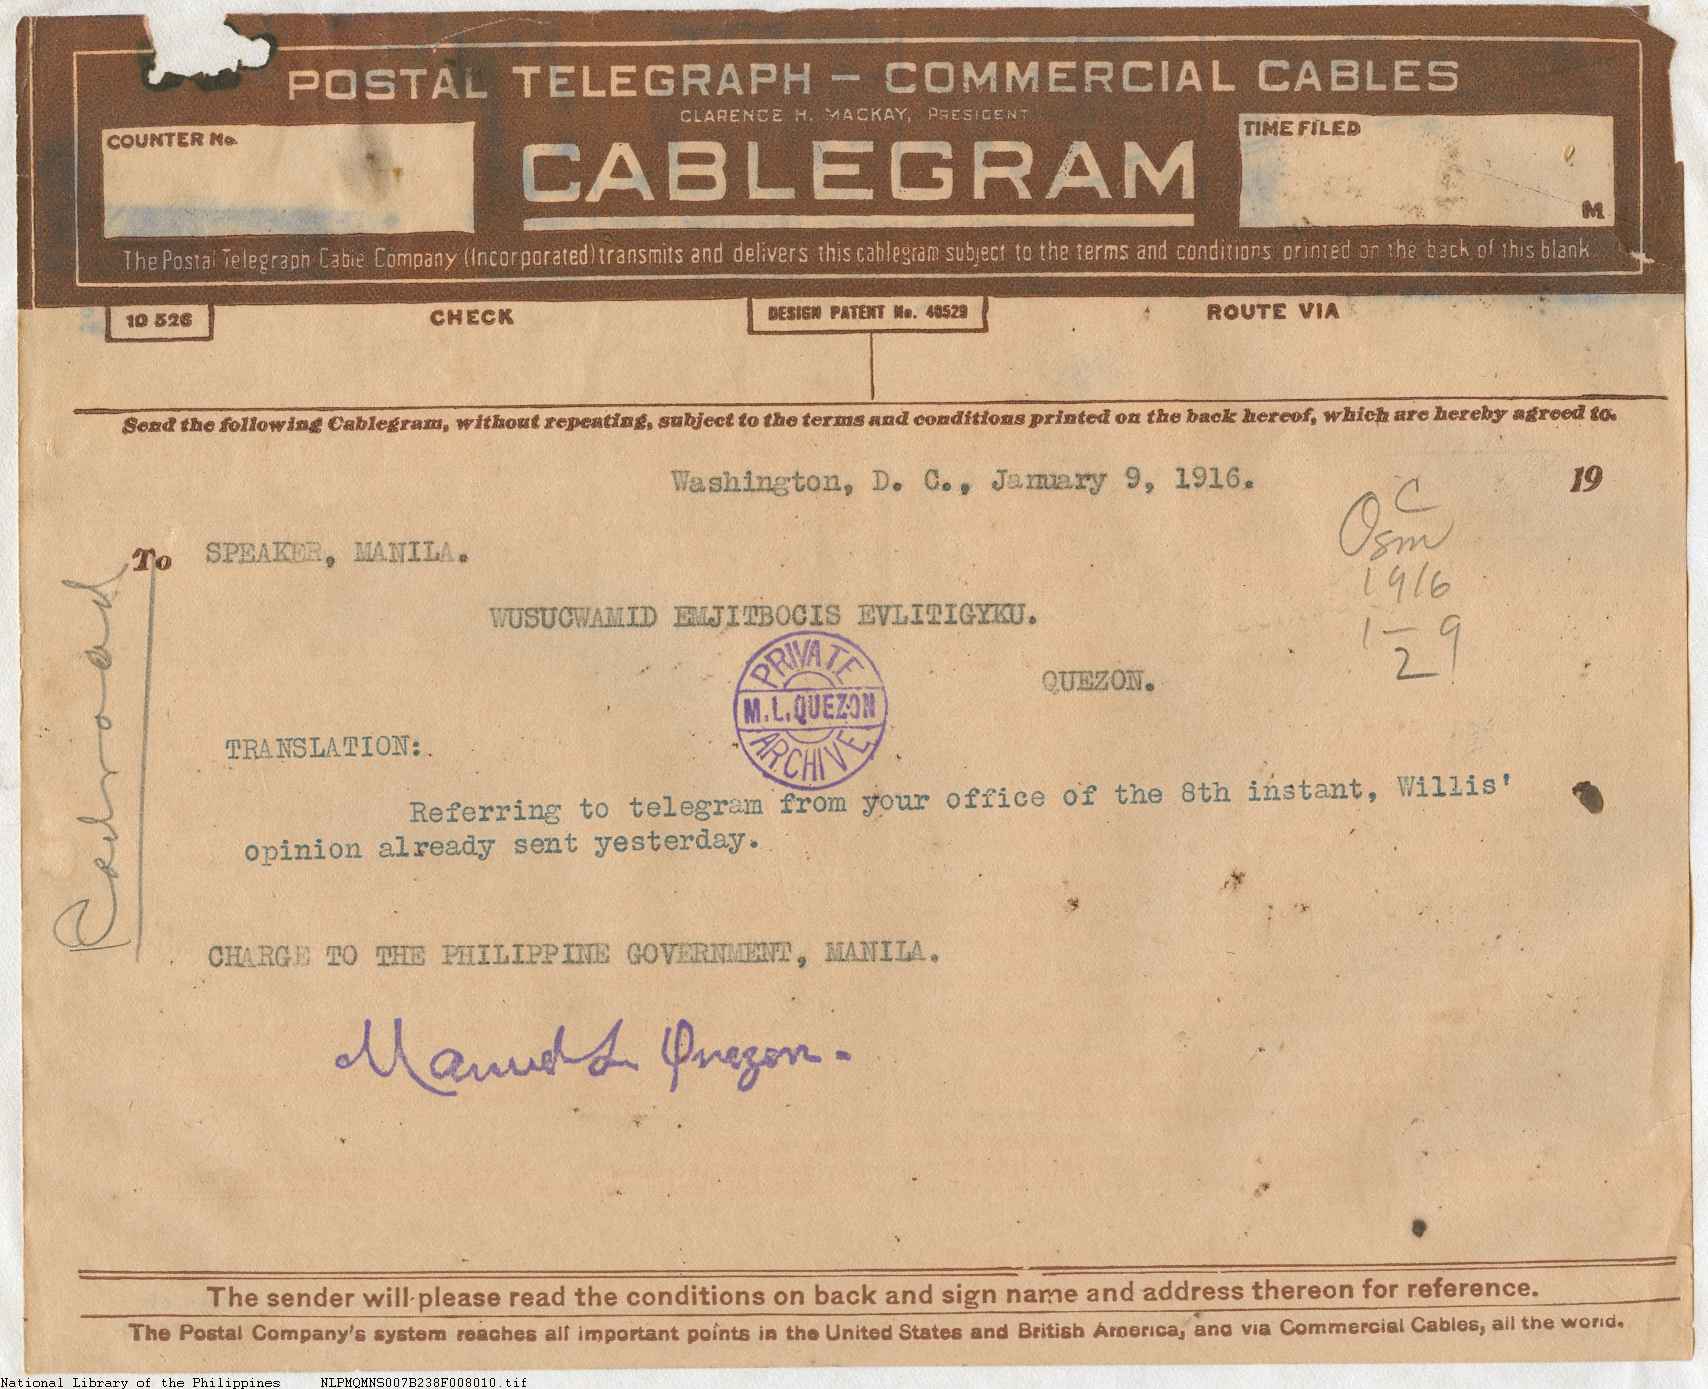 POSTAL TELEGRAPH — COMMERCIAL CABLES
CLARENCE H. MACKAY, PRESIDENT
COUNTER No.
TIME FILED
CABLEGRAM
M
The Postal Telegraph Cable Company (Incorporated) transmits and delivers this cablegram subject to the terms and conditions printed on the back of this blank
10 526
CHECK
DESIGN PATENT No. 40529
ROUTE VIA
Send the following Cablegram, without repeating, subject to the terms and conditions printed on the back hereof, which are hereby agreed to.
Washington, D. C., January 9, 1916.
19
C
Osm
1916
1 – 9
2
To SPEAKER, MANILA.
WUSUCWAMID EMJITBOCIS EVLITIGYKU.
QUEZON.
PRIVATE
M.L.QUEZON
ARCHIVE
TRANSLATION:
Referring to telegram from your office of the 8th instant, Willis'
opinion already sent yesterday.
CHARGE TO THE PHILIPPINE GOVERNMENT, MANILA.
Manuel L Quezon.
The sender will please read the conditions on back and sign name and address thereon for reference.
The Postal Company's system reaches all important points in the United States and British America, and via Commercial Cables, all the world.
National Library of the Philippines NLPMQMNS007B238F008010.tif